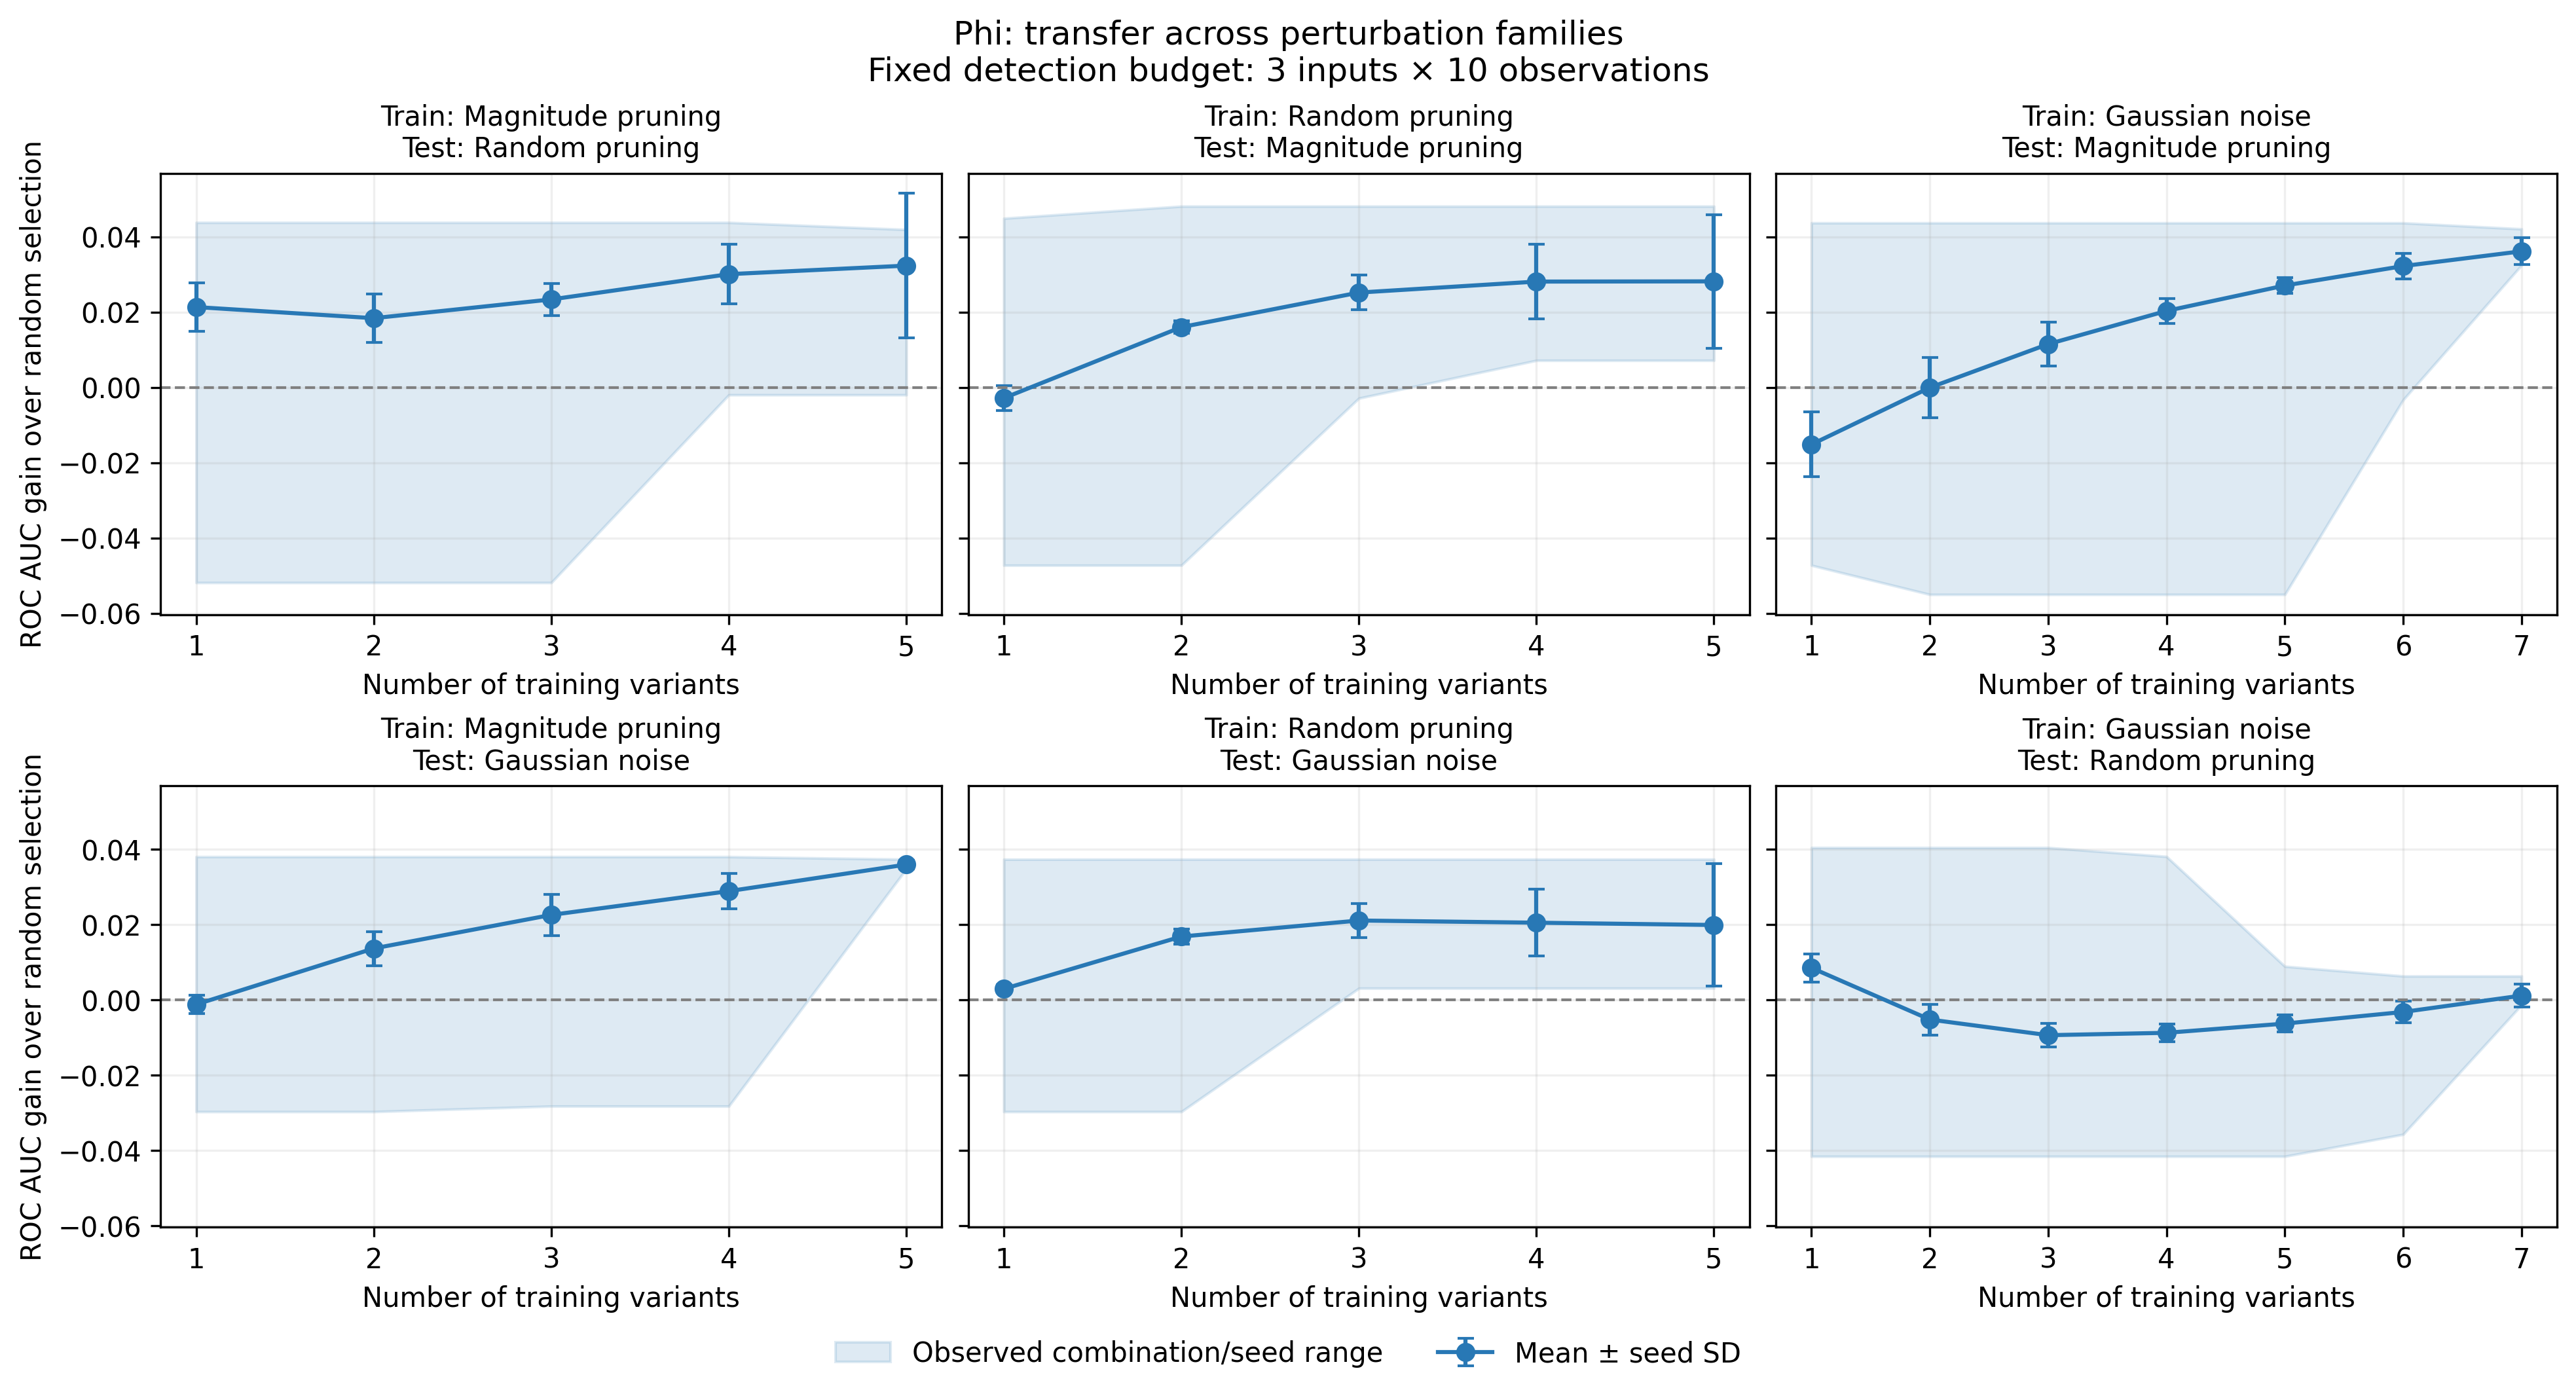 Phi: transfer across perturbation families
Fixed detection budget: 3 inputs × 10 observations
Train: Magnitude pruning
Test: Random pruning
Train: Random pruning
Test: Magnitude pruning
Train: Gaussian noise
Test: Magnitude pruning
ROC AUC gain over random selection
0.04
0.02
0.00
−0.02
−0.04
−0.06
1 2 3 4 5
1 2 3 4 5
1 2 3 4 5 6 7
Number of training variants
Number of training variants
Number of training variants
Train: Magnitude pruning
Test: Gaussian noise
Train: Random pruning
Test: Gaussian noise
Train: Gaussian noise
Test: Random pruning
ROC AUC gain over random selection
0.04
0.02
0.00
−0.02
−0.04
−0.06
1 2 3 4 5
1 2 3 4 5
1 2 3 4 5 6 7
Number of training variants
Number of training variants
Number of training variants
Observed combination/seed range
Mean ± seed SD